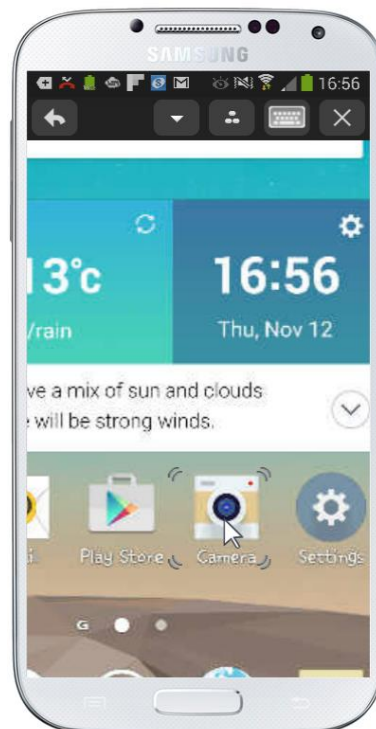 SAMSUNG
16:56
13°c
/rain
16:56
Thu, Nov 12
ve a mix of sun and clouds
e will be strong winds.
Play Store
Camera
Settings
G